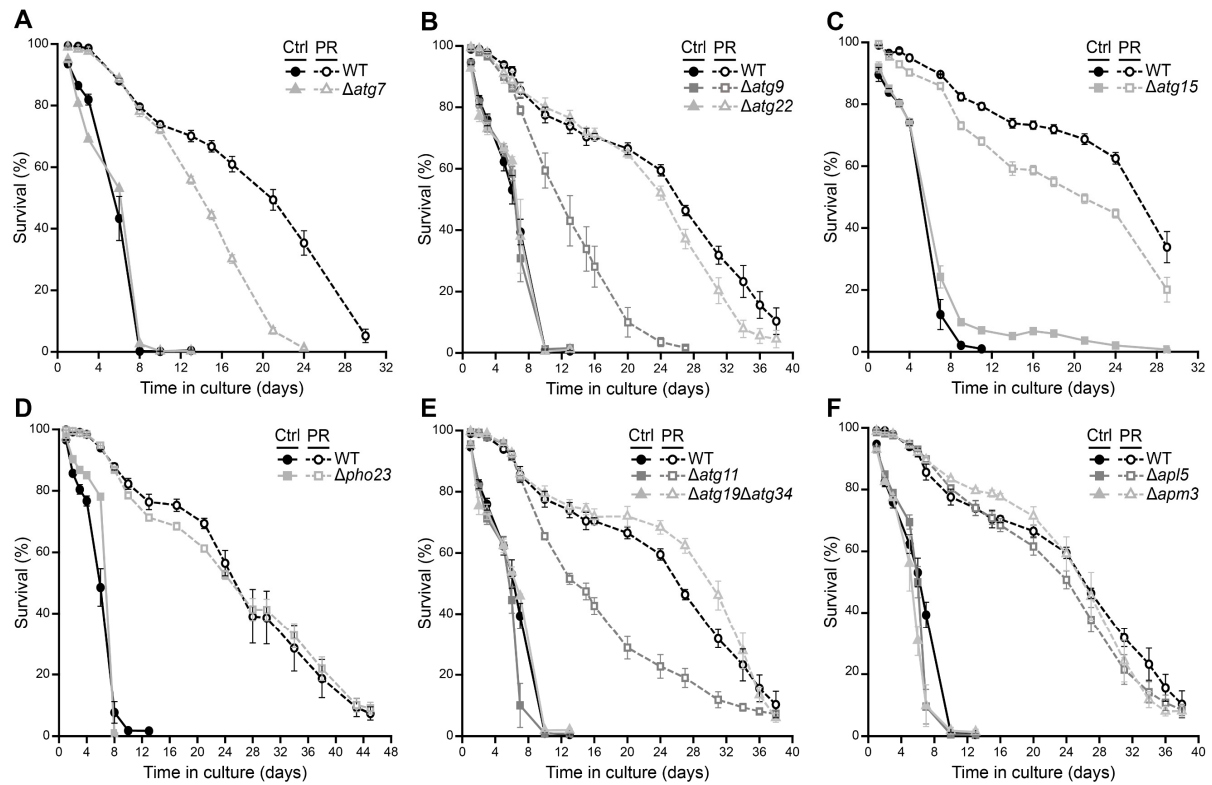 A
Ctrl PR
WT
Δatg7
Survival (%)
100
80
60
40
20
0
0 4 8 12 16 20 24 28 32
Time in culture (days)
B
Ctrl PR
WT
Δatg9
Δatg22
Survival (%)
100
80
60
40
20
0
0 4 8 12 16 20 24 28 32 36 40
Time in culture (days)
C
Ctrl PR
WT
Δatg15
Survival (%)
100
80
60
40
20
0
0 4 8 12 16 20 24 28 32
Time in culture (days)
D
Ctrl PR
WT
Δpho23
Survival (%)
100
80
60
40
20
0
0 4 8 12 16 20 24 28 32 36 40 44 48
Time in culture (days)
E
Ctrl PR
WT
Δatg11
Δatg19Δatg34
Survival (%)
100
80
60
40
20
0
0 4 8 12 16 20 24 28 32 36 40
Time in culture (days)
F
Ctrl PR
WT
Δapl5
Δapm3
Survival (%)
100
80
60
40
20
0
0 4 8 12 16 20 24 28 32 36 40
Time in culture (days)